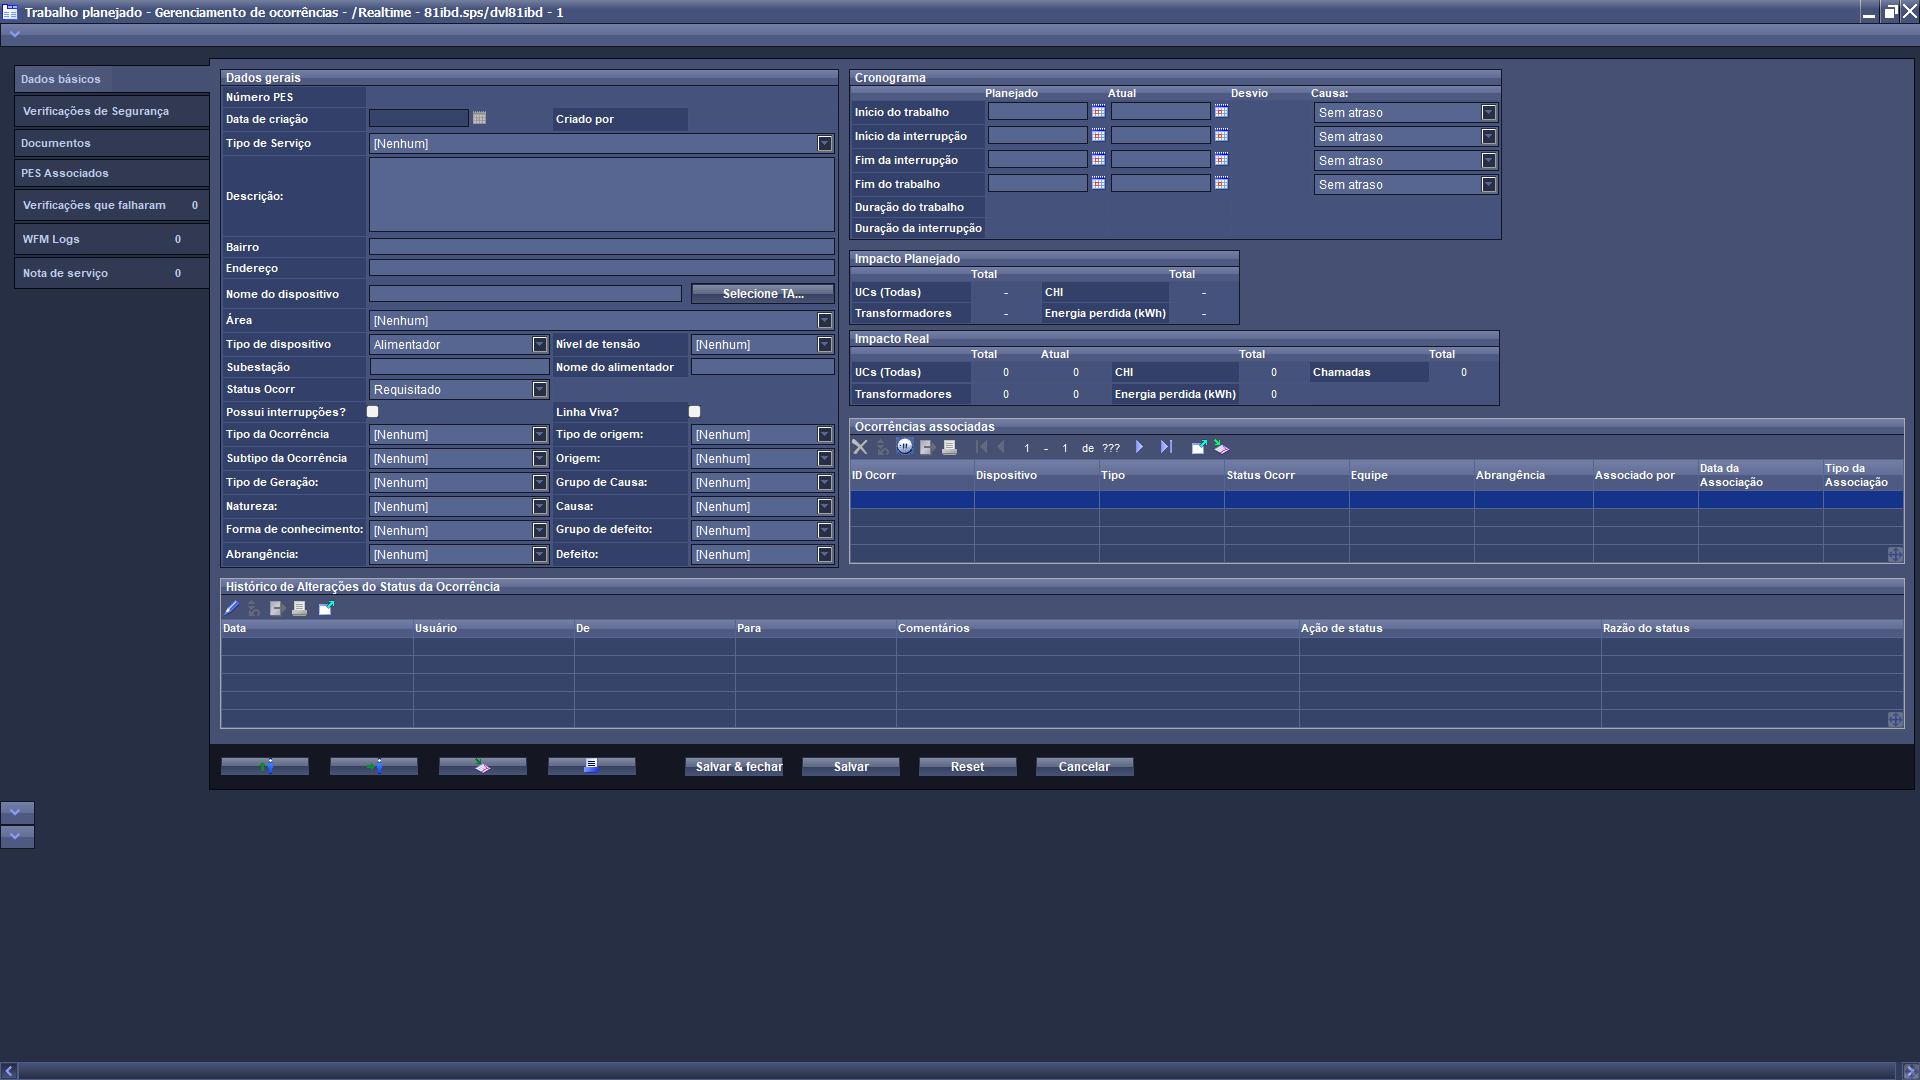 Trabalho planejado - Gerenciamento de ocorrências - /Realtime - 81ibd.sps/dvl81ibd - 1
Dados básicos
Verificações de Segurança
Documentos
PES Associados
Verificações que falharam 0
WFM Logs 0
Nota de serviço 0
Dados gerais
Número PES
Data de criação Criado por
Tipo de Serviço [Nenhum]
Descrição:
Bairro
Endereço
Nome do dispositivo Selecione TA...
Área [Nenhum]
Tipo de dispositivo Alimentador Nível de tensão [Nenhum]
Subestação Nome do alimentador
Status Ocorr Requisitado
Possui interrupções? Linha Viva?
Tipo da Ocorrência [Nenhum] Tipo de origem: [Nenhum]
Subtipo da Ocorrência [Nenhum] Origem: [Nenhum]
Tipo de Geração: [Nenhum] Grupo de Causa: [Nenhum]
Natureza: [Nenhum] Causa: [Nenhum]
Forma de conhecimento: [Nenhum] Grupo de defeito: [Nenhum]
Abrangência: [Nenhum] Defeito: [Nenhum]
Cronograma
Planejado Atual Desvio Causa:
Início do trabalho Sem atraso
Início da interrupção Sem atraso
Fim da interrupção Sem atraso
Fim do trabalho Sem atraso
Duração do trabalho
Duração da interrupção
Impacto Planejado
Total Total
UCs (Todas) - CHI -
Transformadores - Energia perdida (kWh) -
Impacto Real
Total Atual Total Total
UCs (Todas) 0 0 CHI 0 Chamadas 0
Transformadores 0 0 Energia perdida (kWh) 0
Ocorrências associadas
1 - 1 de ???
ID Ocorr Dispositivo Tipo Status Ocorr Equipe Abrangência Associado por Data da Associação Tipo da Associação
Histórico de Alterações do Status da Ocorrência
Data Usuário De Para Comentários Ação de status Razão do status
Salvar & fechar Salvar Reset Cancelar